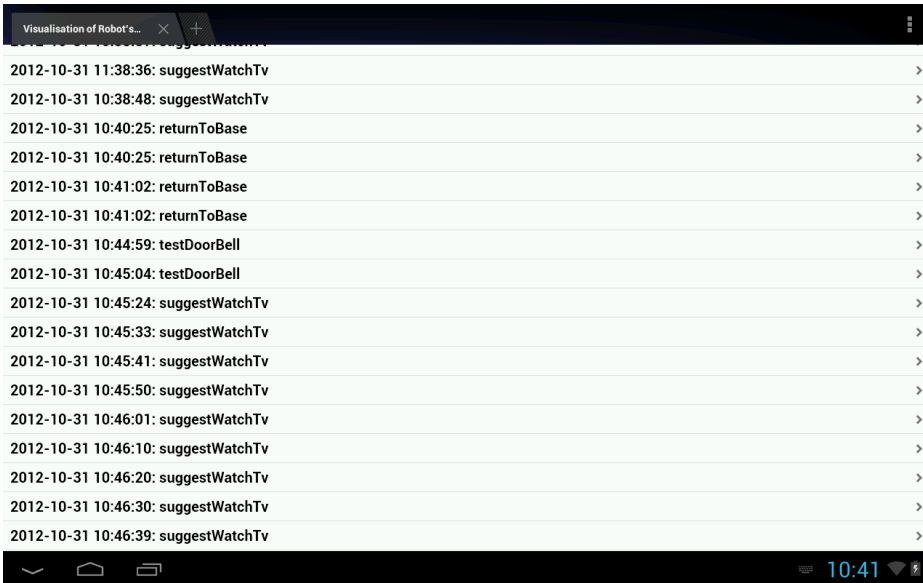 Visualisation of Robot's...
2012-10-31 11:38:36: suggestWatchTv
2012-10-31 10:38:48: suggestWatchTv
2012-10-31 10:40:25: returnToBase
2012-10-31 10:40:25: returnToBase
2012-10-31 10:41:02: returnToBase
2012-10-31 10:41:02: returnToBase
2012-10-31 10:44:59: testDoorBell
2012-10-31 10:45:04: testDoorBell
2012-10-31 10:45:24: suggestWatchTv
2012-10-31 10:45:33: suggestWatchTv
2012-10-31 10:45:41: suggestWatchTv
2012-10-31 10:45:50: suggestWatchTv
2012-10-31 10:46:01: suggestWatchTv
2012-10-31 10:46:10: suggestWatchTv
2012-10-31 10:46:20: suggestWatchTv
2012-10-31 10:46:30: suggestWatchTv
2012-10-31 10:46:39: suggestWatchTv
10:41